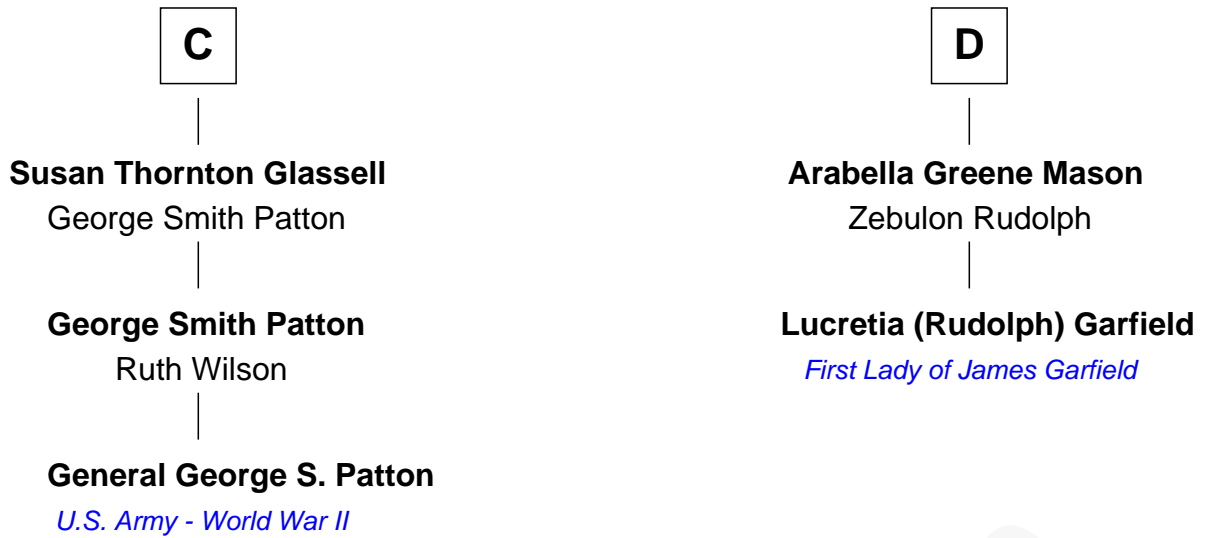 C
Susan Thornton Glassell
George Smith Patton
George Smith Patton
Ruth Wilson
General George S. Patton
U.S. Army - World War II
D
Arabella Greene Mason
Zebulon Rudolph
Lucretia (Rudolph) Garfield
First Lady of James Garfield